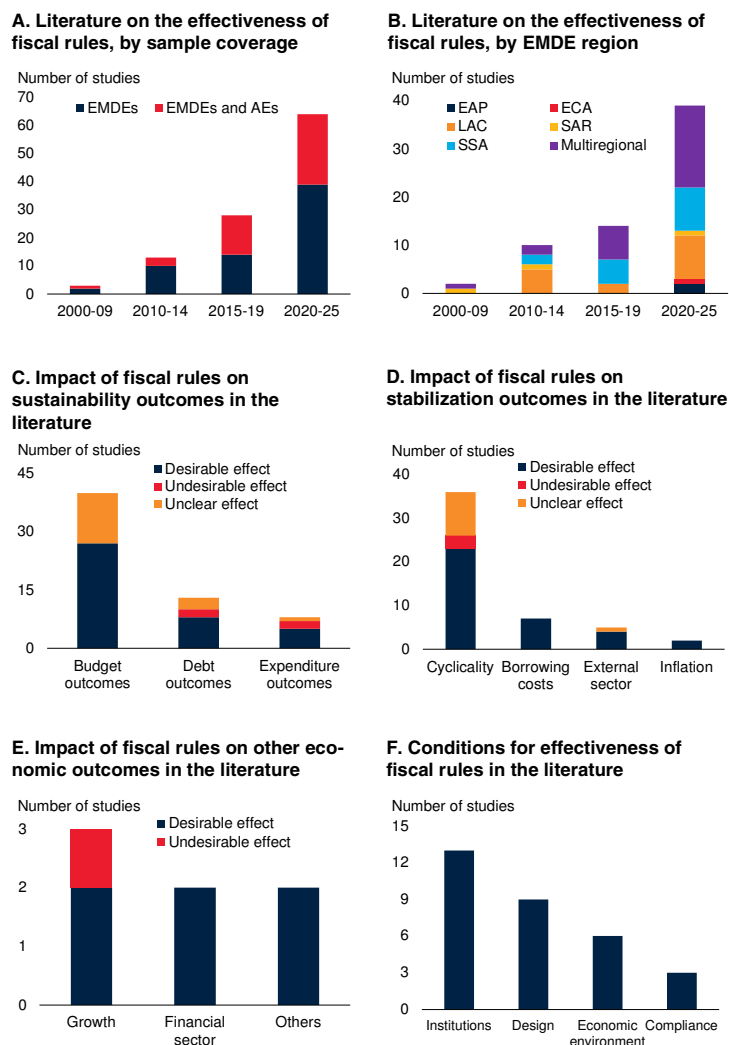 A. Literature on the effectiveness of
fiscal rules, by sample coverage
Number of studies
70
60
50
40
30
20
10
0
EMDEs
EMDEs and AEs
2000-09
2010-14
2015-19
2020-25
B. Literature on the effectiveness of
fiscal rules, by EMDE region
Number of studies
40
30
20
10
0
EAP
ECA
LAC
SAR
SSA
Multiregional
2000-09
2010-14
2015-19
2020-25
C. Impact of fiscal rules on
sustainability outcomes in the
literature
Number of studies
45
30
15
0
Desirable effect
Undesirable effect
Unclear effect
Budget
outcomes
Debt
outcomes
Expenditure
outcomes
D. Impact of fiscal rules on
stabilization outcomes in the literature
Number of studies
40
30
20
10
0
Desirable effect
Undesirable effect
Unclear effect
Cyclicality
Borrowing
costs
External
sector
Inflation
E. Impact of fiscal rules on other eco-
nomic outcomes in the literature
Number of studies
3
2
1
0
Desirable effect
Undesirable effect
Growth
Financial
sector
Others
F. Conditions for effectiveness of
fiscal rules in the literature
Number of studies
15
12
9
6
3
0
Institutions
Design
Economic
environment
Compliance